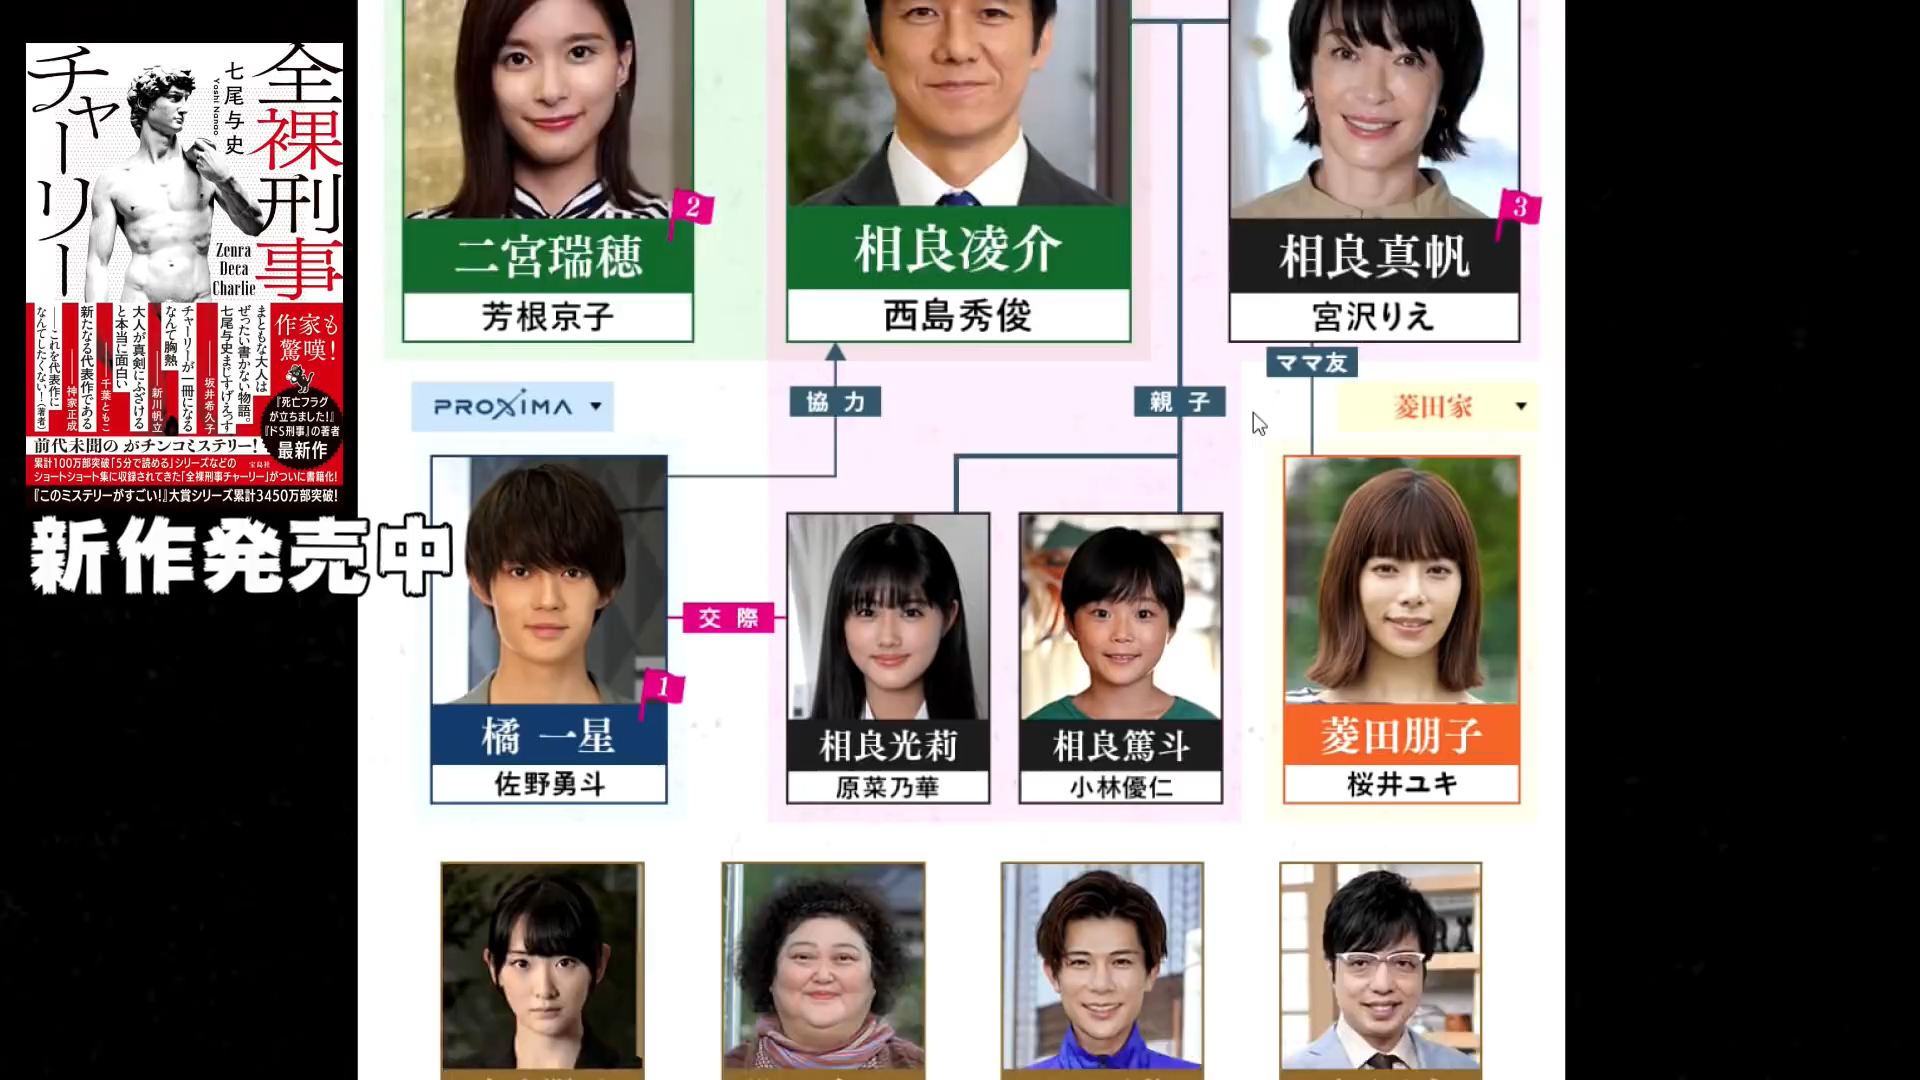 全裸刑事
チャーリー
七尾与史
Yoshi Nanao
Zenra
Deca
Charlie
作家も
驚嘆!
まともな大人は
ぜったい書かない物語。
七尾与史まじすげえっす
――坂井希久子
チャーリーが一冊になる
なんて胸熱
――新川帆立
大人が真剣にふざける
と本当に面白い
――千葉ともこ
新たなる代表作である
――神家正成
――これを代表作に
なんてしたくない!(著者)
『死亡フラグ
が立ちました!』
『ドS刑事』の著者
最新作
前代未聞の がチンコミステリー!
累計100万部突破「5分で読める」シリーズなどの
宝島社
ショートショート集に収録されてきた「全裸刑事チャーリー」がついに書籍化!
『このミステリーがすごい!』大賞シリーズ累計3450万部突破!
新作発売中
2
二宮瑞穂
芳根京子
相良凌介
西島秀俊
3
相良真帆
宮沢りえ
ママ友
PROXIMA
協力
親子
菱田家
交際
1
橘 一星
佐野勇斗
相良光莉
原菜乃華
相良篤斗
小林優仁
菱田朋子
桜井ユキ